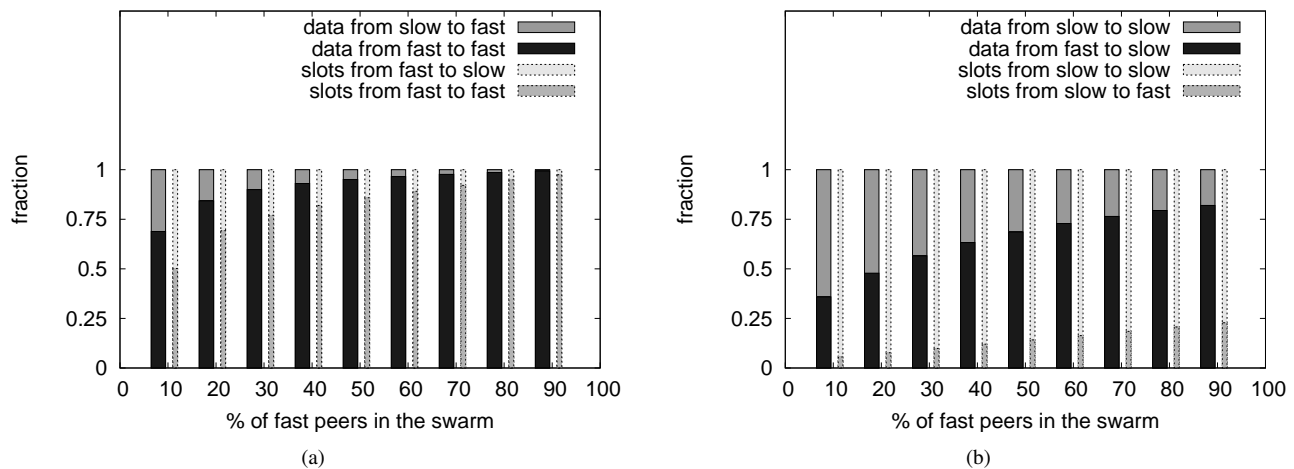 data from slow to fast
data from fast to fast
slots from fast to slow
slots from fast to fast
1
0.75
0.5
0.25
0
fraction
0 10 20 30 40 50 60 70 80 90 100
% of fast peers in the swarm
(a)
data from slow to slow
data from fast to slow
slots from slow to slow
slots from slow to fast
1
0.75
0.5
0.25
0
fraction
0 10 20 30 40 50 60 70 80 90 100
% of fast peers in the swarm
(b)